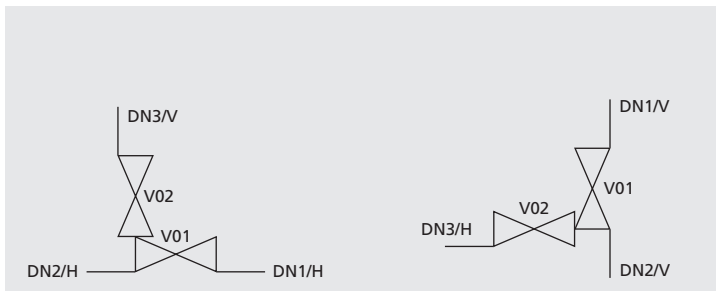 DN3/V
V02
V01
DN2/H
DN1/H
DN1/V
V01
V02
DN3/H
DN2/V